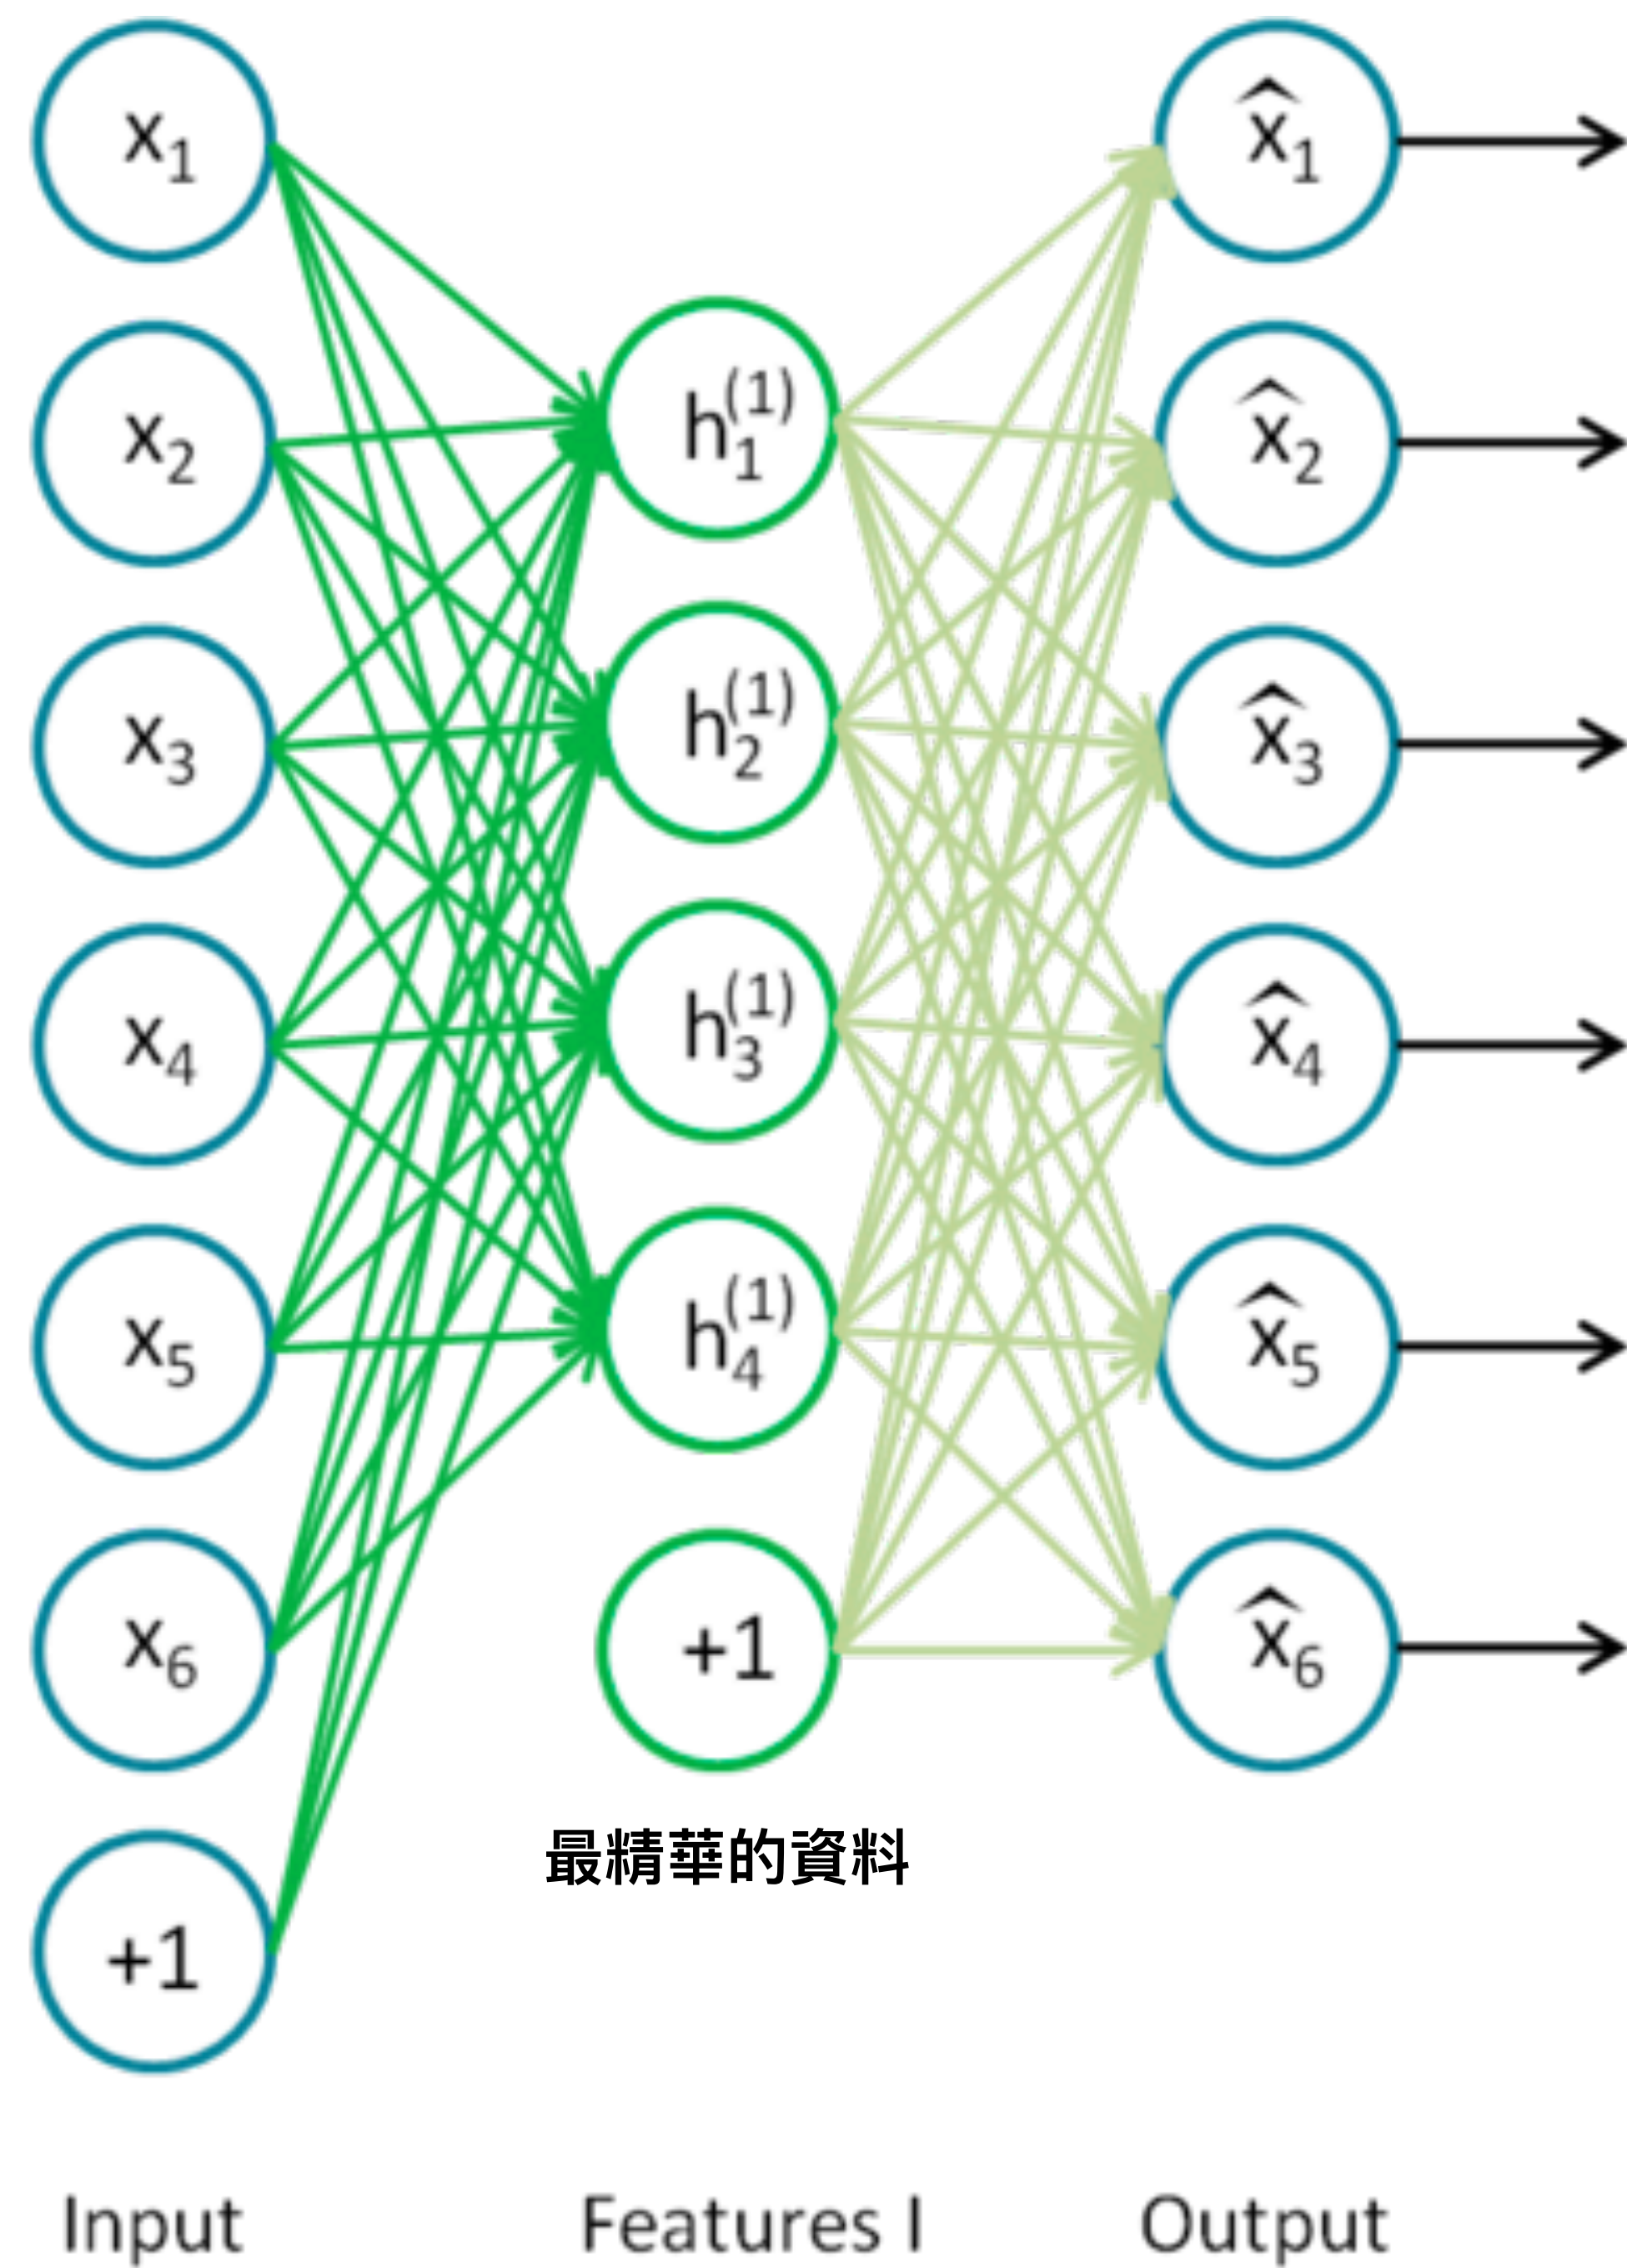 x₁
x₂
x₃
x₄
x₅
x₆
+1
h₁⁽¹⁾
h₂⁽¹⁾
h₃⁽¹⁾
h₄⁽¹⁾
+1
最精華的資料
x̂₁
x̂₂
x̂₃
x̂₄
x̂₅
x̂₆
Input
Features I
Output